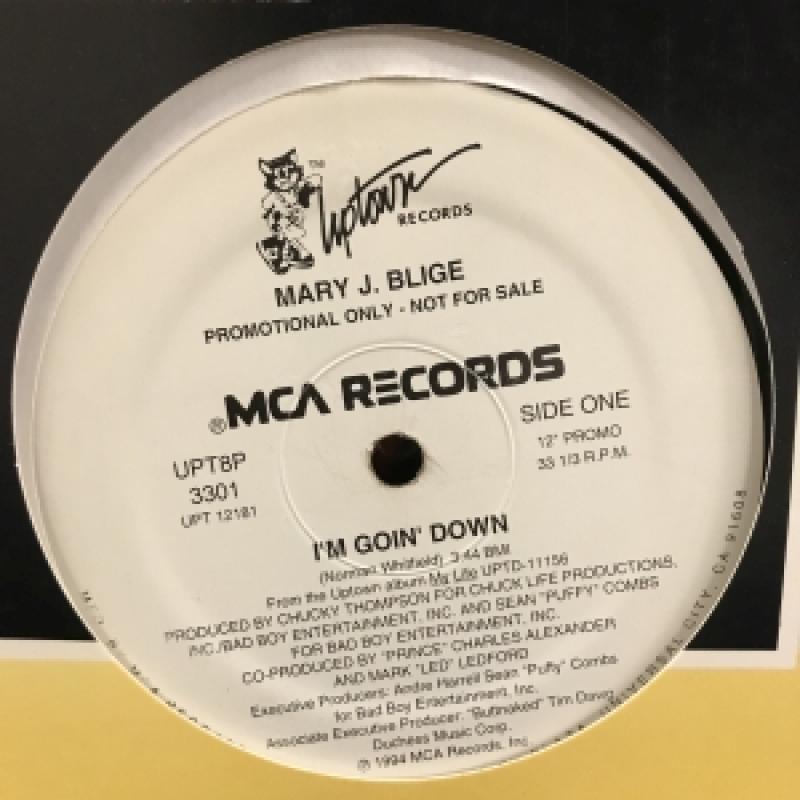 Uptown TM
RECORDS
MARY J. BLIGE
PROMOTIONAL ONLY - NOT FOR SALE
®MCA RECORDS
SIDE ONE
12" PROMO
33 1/3 R.P.M.
UPT8P
3301
UPT 12181
I'M GOIN' DOWN
(Norman Whitfield) 3:44 BMI
From the Uptown album My Life UPTD-11156
PRODUCED BY CHUCKY THOMPSON FOR CHUCK LIFE PRODUCTIONS,
INC./BAD BOY ENTERTAINMENT, INC. AND SEAN "PUFFY" COMBS
FOR BAD BOY ENTERTAINMENT, INC.
CO-PRODUCED BY "PRINCE" CHARLES ALEXANDER
AND MARK "LED" LEDFORD
Executive Producers: Andre Harrell Sean "Puffy" Combs
for Bad Boy Entertainment, Inc.
Associate Executive Producer: "Buttnaked" Tim Dawg
Duchess Music Corp.
℗ 1994 MCA Records, Inc.
UNIVERSAL CITY, CA 91608